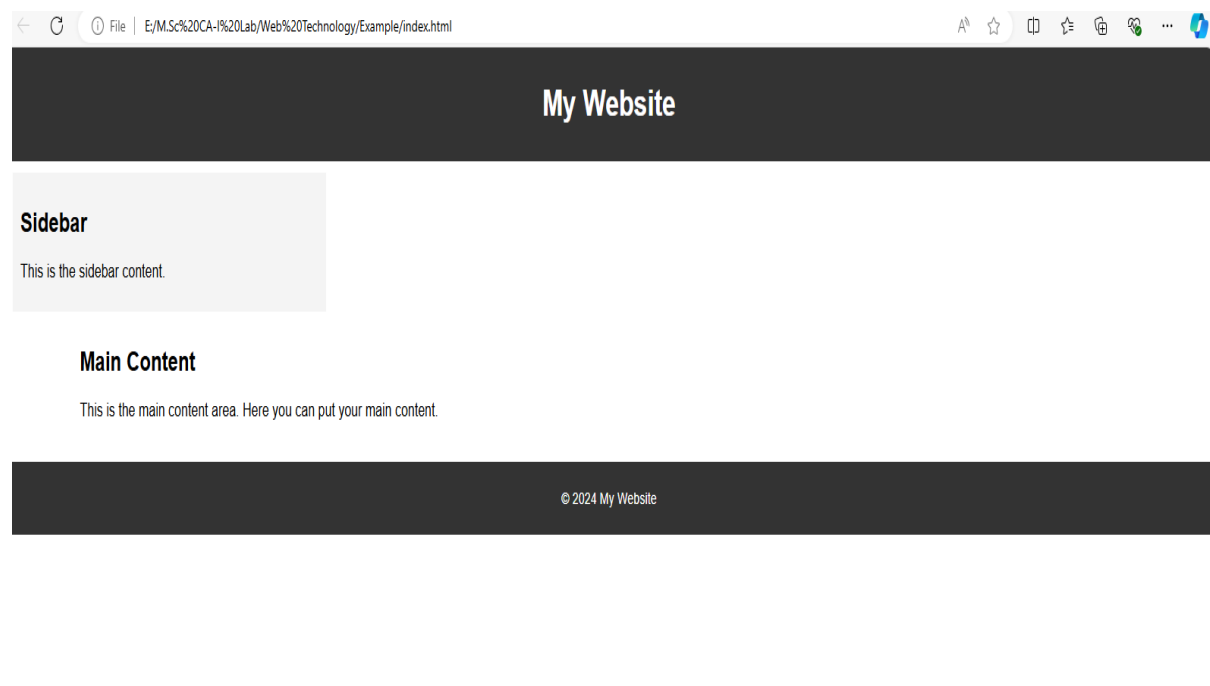 File E:/M.Sc%20CA-I%20Lab/Web%20Technology/Example/index.html
My Website
Sidebar
This is the sidebar content.
Main Content
This is the main content area. Here you can put your main content.
© 2024 My Website